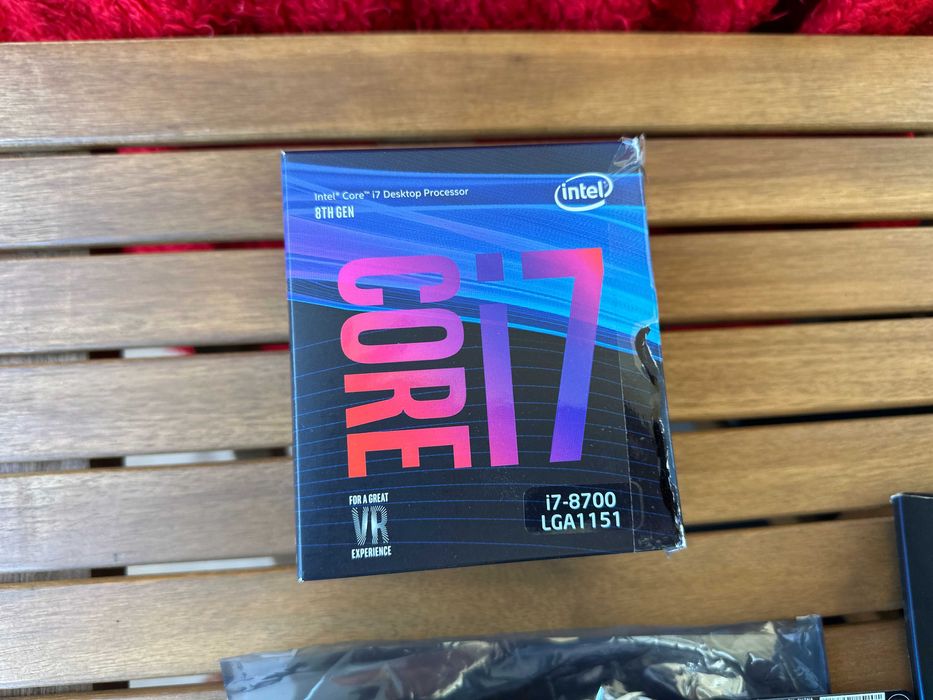 Intel® Core™ i7 Desktop Processor
8TH GEN
intel
CORE i7
FOR A GREAT
VR
EXPERIENCE
i7-8700
LGA1151